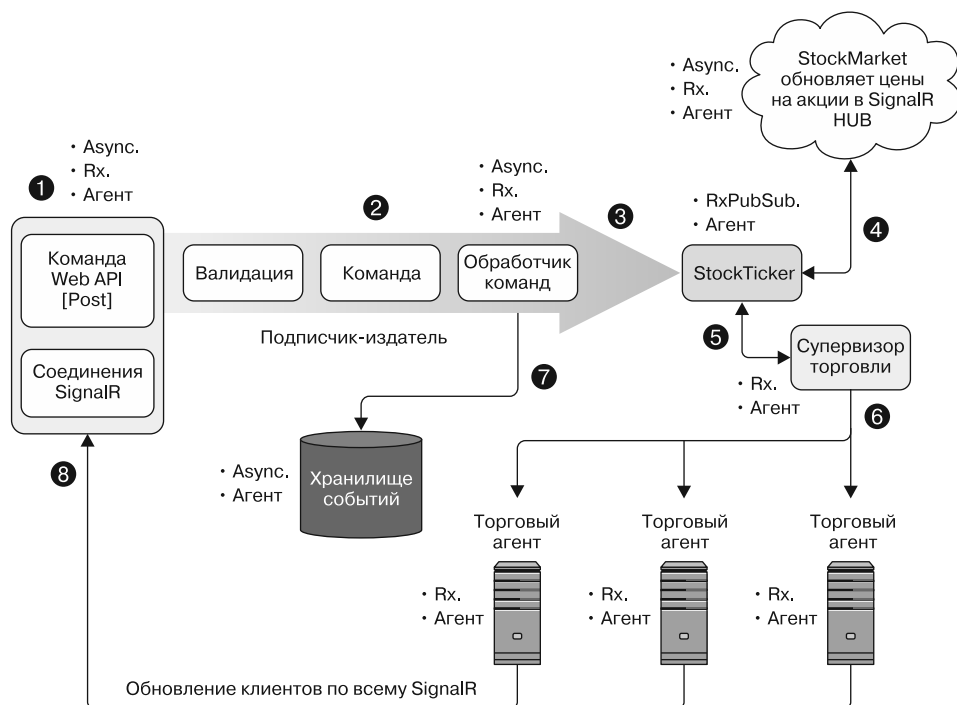 StockMarket
обновляет цены
на акции в SignalR
HUB
• Async.
• Rx.
• Агент
4
1
• Async.
• Rx.
• Агент
Команда
Web API
[Post]
Соединения
SignalR
2
Валидация
Команда
Обработчик
команд
• Async.
• Rx.
• Агент
3
Подписчик-издатель
• RxPubSub.
• Агент
StockTicker
5
Супервизор
торговли
• Rx.
• Агент
6
7
• Async.
• Агент
Хранилище
событий
8
Торговый
агент
• Rx.
• Агент
Торговый
агент
• Rx.
• Агент
Торговый
агент
• Rx.
• Агент
Обновление клиентов по всему SignalR